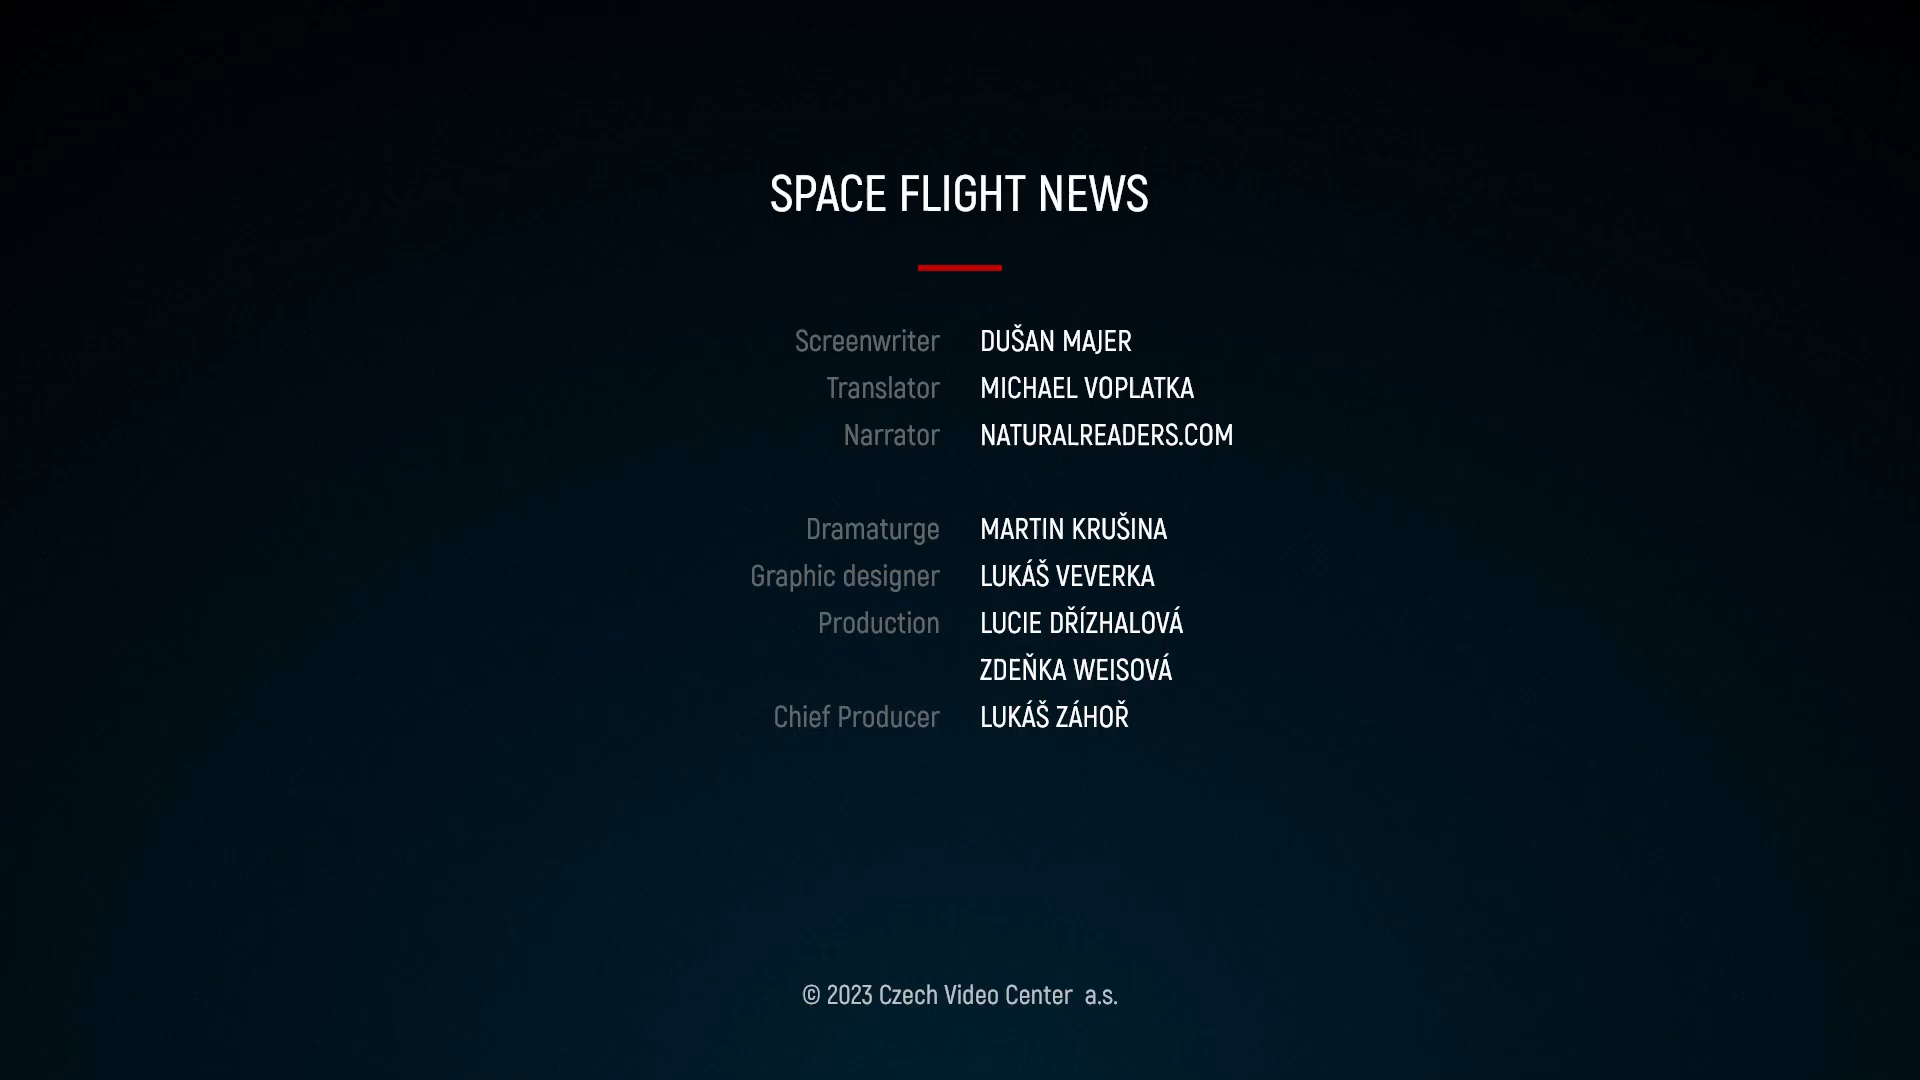 SPACE FLIGHT NEWS
Screenwriter DUŠAN MAJER
Translator MICHAEL VOPLATKA
Narrator NATURALREADERS.COM
Dramaturge MARTIN KRUŠINA
Graphic designer LUKÁŠ VEVERKA
Production LUCIE DŘÍZHALOVÁ
ZDEŇKA WEISOVÁ
Chief Producer LUKÁŠ ZÁHOŘ
© 2023 Czech Video Center a.s.